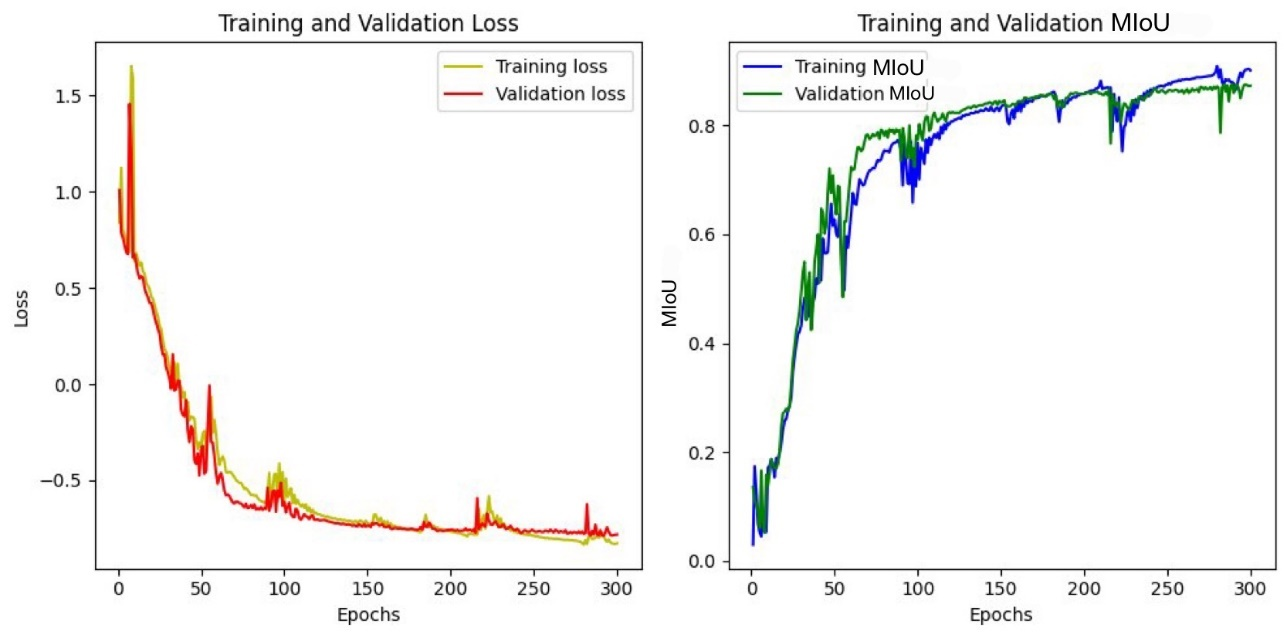 Training and Validation Loss
Training loss
Validation loss
Loss
1.5
1.0
0.5
0.0
−0.5
0
50
100
150
200
250
300
Epochs
Training and Validation MIoU
Training MIoU
Validation MIoU
MIoU
0.8
0.6
0.4
0.2
0.0
0
50
100
150
200
250
300
Epochs